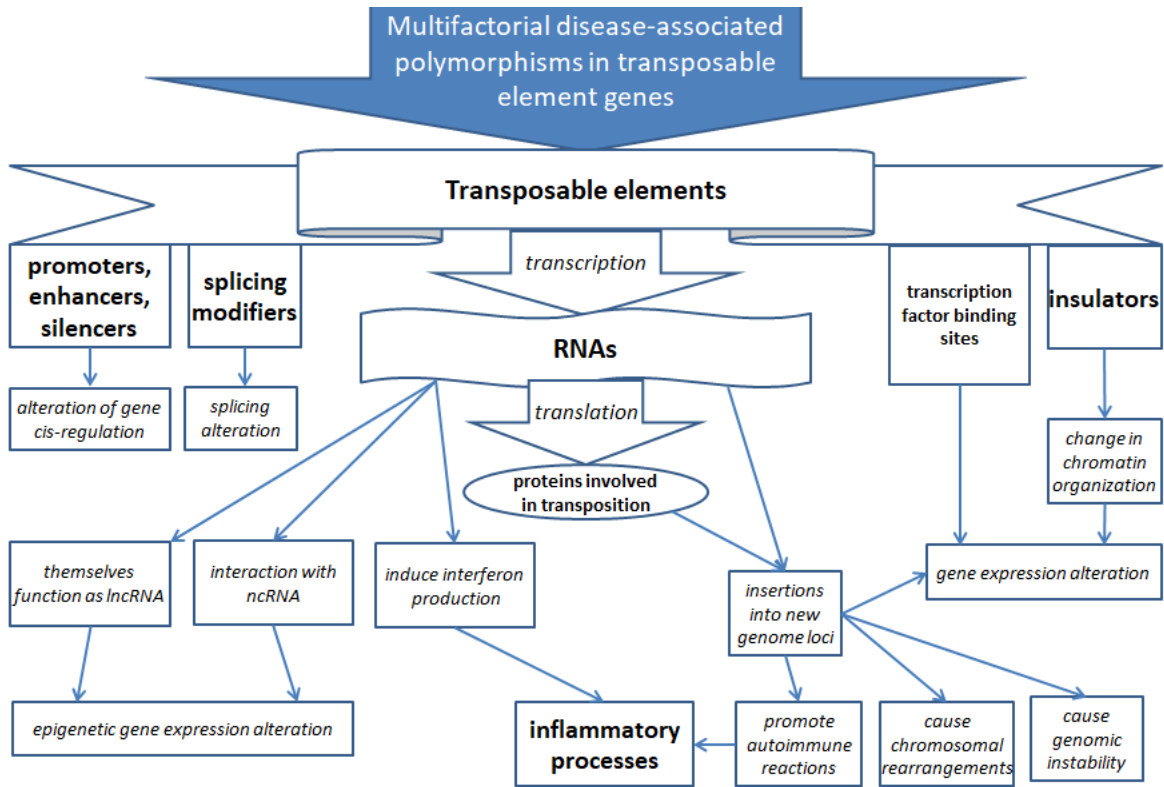 Multifactorial disease-associated
polymorphisms in transposable
element genes
Transposable elements
promoters,
enhancers,
silencers
splicing
modifiers
transcription
transcription
factor binding
sites
insulators
RNAs
alteration of gene
cis-regulation
splicing
alteration
translation
change in
chromatin
organization
proteins involved
in transposition
themselves
function as lncRNA
interaction with
ncRNA
induce interferon
production
insertions
into new
genome loci
gene expression alteration
epigenetic gene expression alteration
inflammatory
processes
promote
autoimmune
reactions
cause
chromosomal
rearrangements
cause
genomic
instability